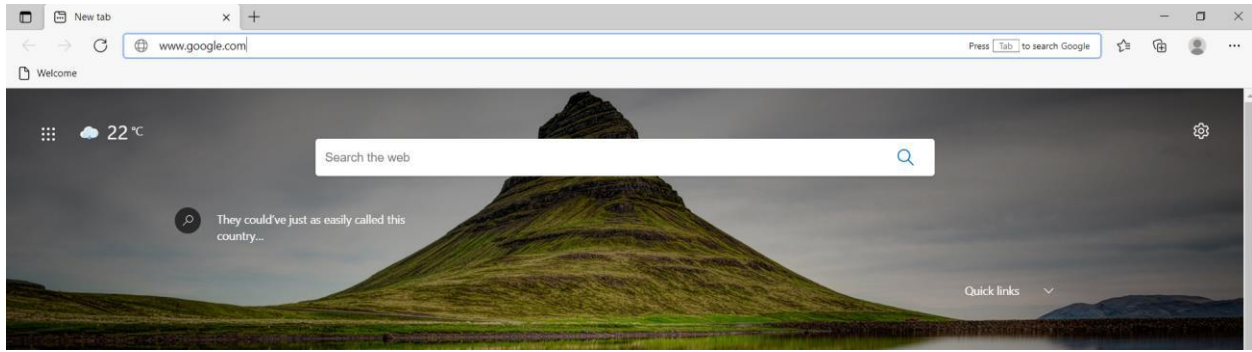 New tab
www.google.com
Press Tab to search Google
Welcome
22 °C
Search the web
They could've just as easily called this
country...
Quick links